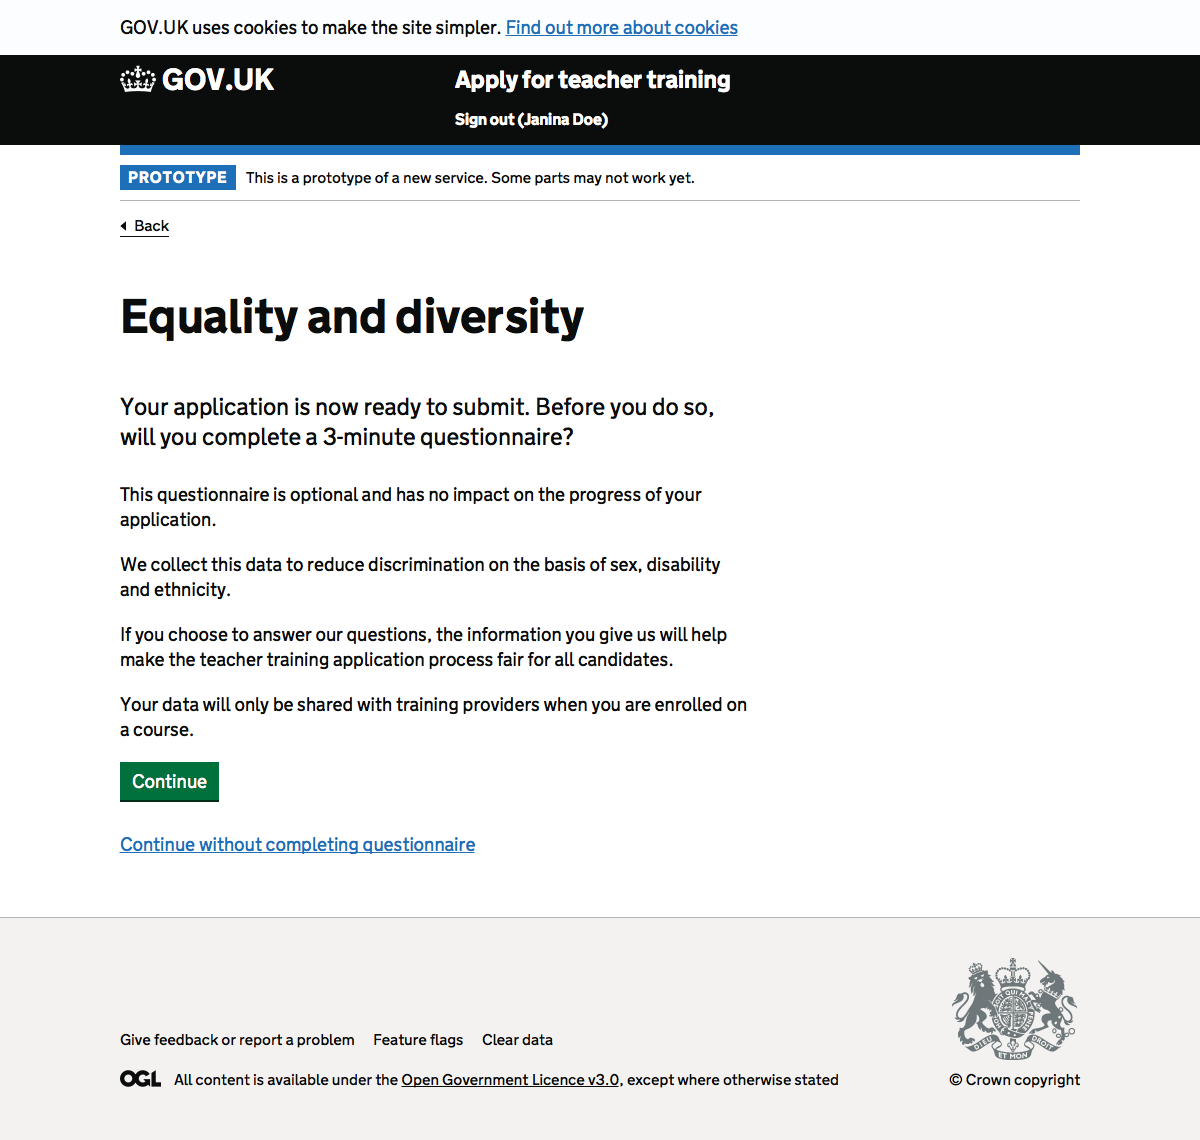 GOV.UK uses cookies to make the site simpler. Find out more about cookies
GOV.UK
Apply for teacher training
Sign out (Janina Doe)
PROTOTYPE This is a prototype of a new service. Some parts may not work yet.
Back
Equality and diversity
Your application is now ready to submit. Before you do so,
will you complete a 3-minute questionnaire?
This questionnaire is optional and has no impact on the progress of your
application.
We collect this data to reduce discrimination on the basis of sex, disability
and ethnicity.
If you choose to answer our questions, the information you give us will help
make the teacher training application process fair for all candidates.
Your data will only be shared with training providers when you are enrolled on
a course.
Continue
Continue without completing questionnaire
DIEU ET MON DROIT
Give feedback or report a problem Feature flags Clear data
OGL All content is available under the Open Government Licence v3.0, except where otherwise stated
© Crown copyright